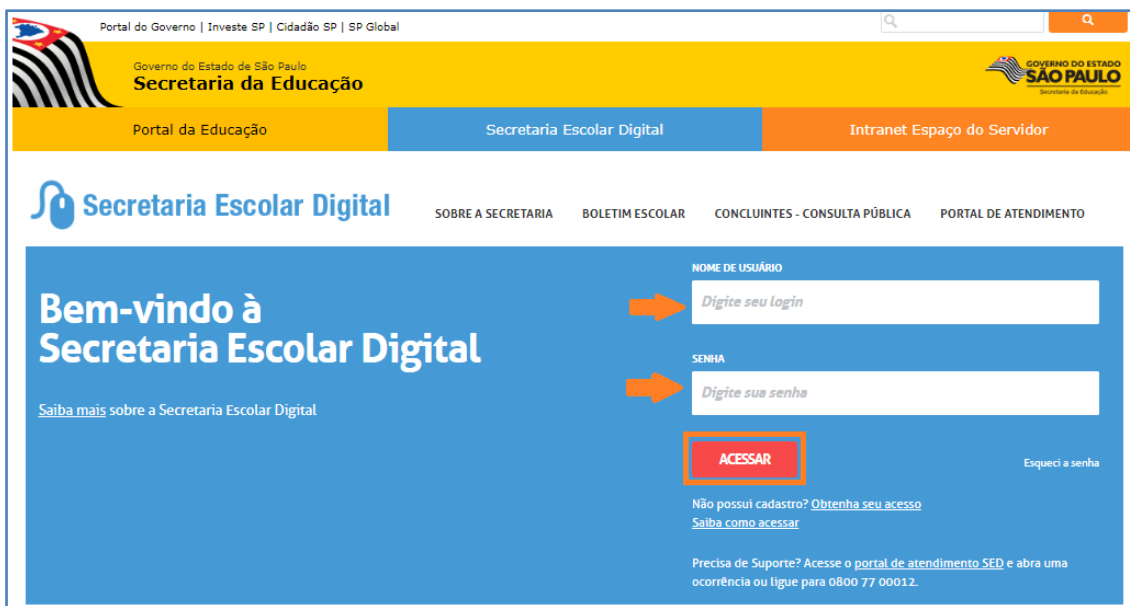 Portal do Governo | Investe SP | Cidadão SP | SP Global
Governo do Estado de São Paulo
Secretaria da Educação
GOVERNO DO ESTADO
SÃO PAULO
Secretaria da Educação
Portal da Educação
Secretaria Escolar Digital
Intranet Espaço do Servidor
Secretaria Escolar Digital
SOBRE A SECRETARIA
BOLETIM ESCOLAR
CONCLUINTES - CONSULTA PÚBLICA
PORTAL DE ATENDIMENTO
Bem-vindo à
Secretaria Escolar Digital
Saiba mais sobre a Secretaria Escolar Digital
NOME DE USUÁRIO
Digite seu login
SENHA
Digite sua senha
ACESSAR
Esqueci a senha
Não possui cadastro? Obtenha seu acesso
Saiba como acessar
Precisa de Suporte? Acesse o portal de atendimento SED e abra uma
ocorrência ou ligue para 0800 77 00012.